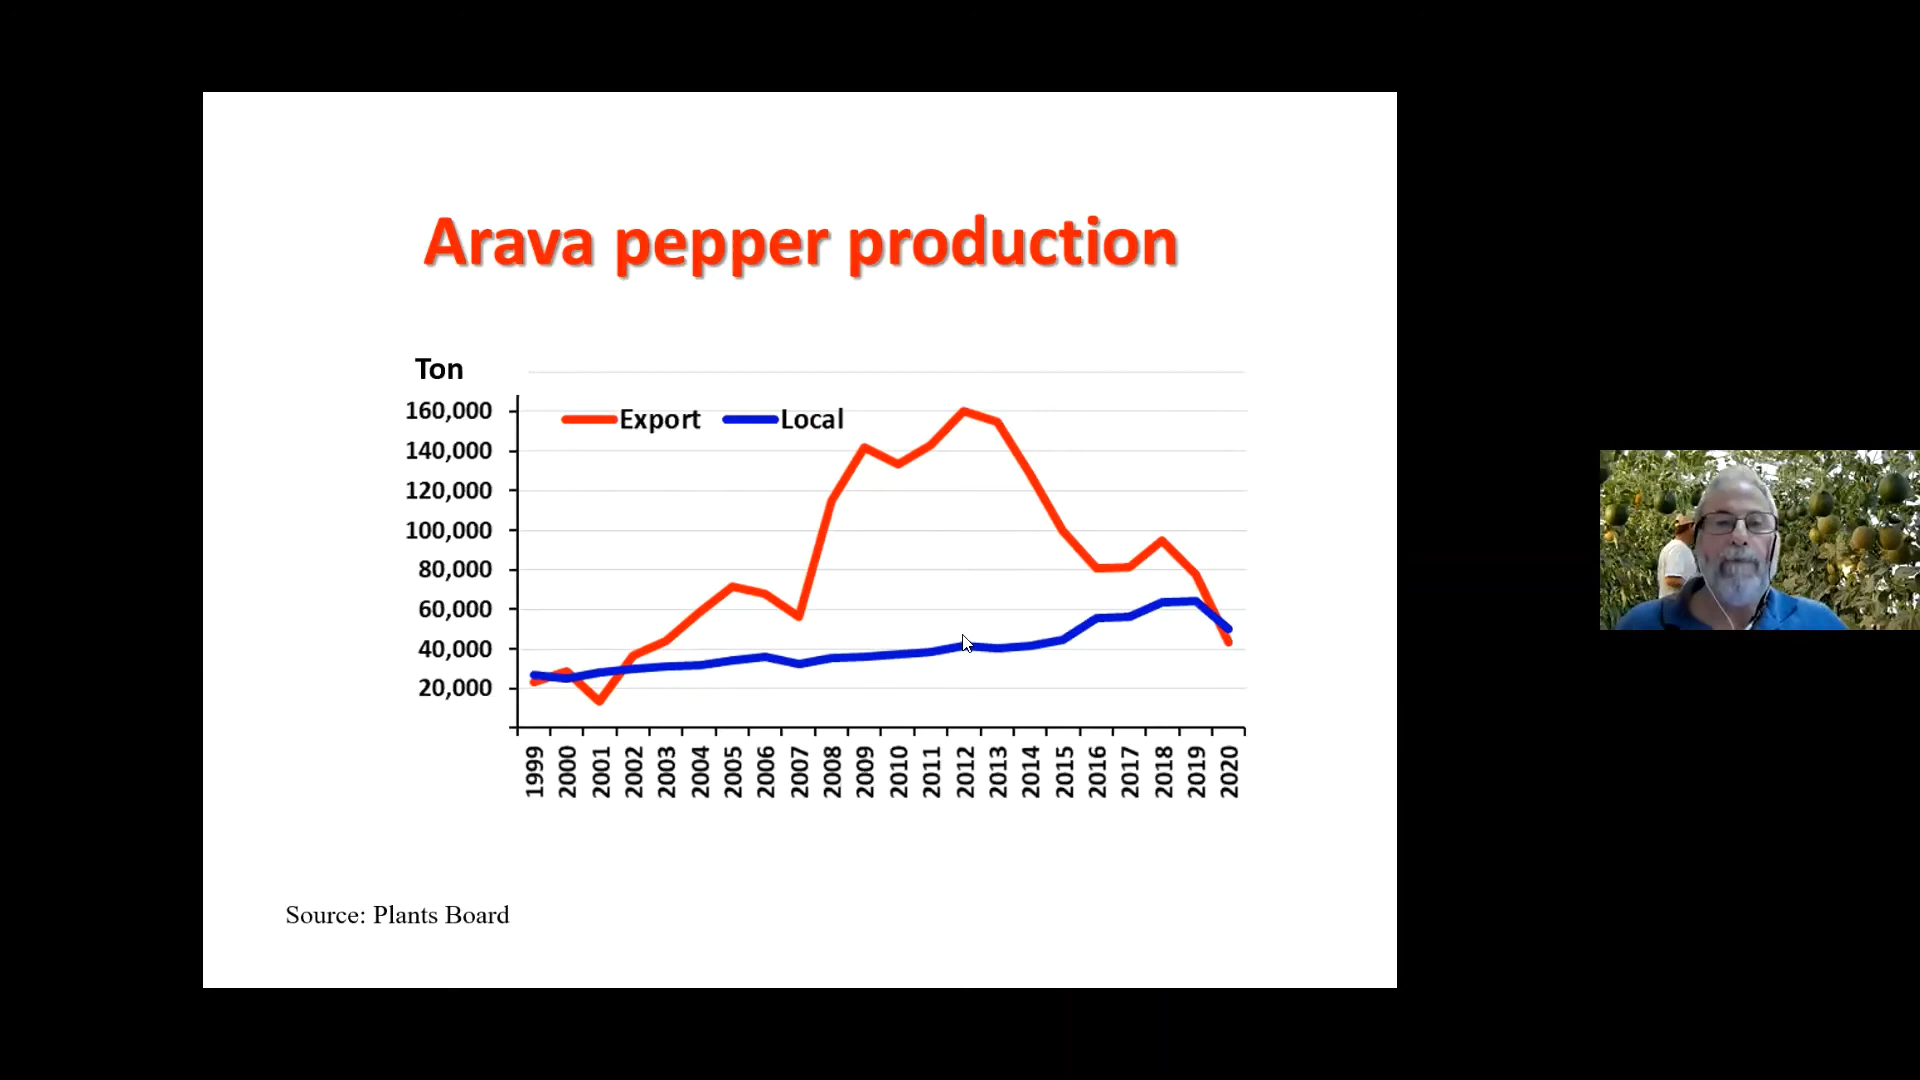 Arava pepper production
Ton
160,000
140,000
120,000
100,000
80,000
60,000
40,000
20,000
Export Local
1999 2000 2001 2002 2003 2004 2005 2006 2007 2008 2009 2010 2011 2012 2013 2014 2015 2016 2017 2018 2019 2020
Source: Plants Board